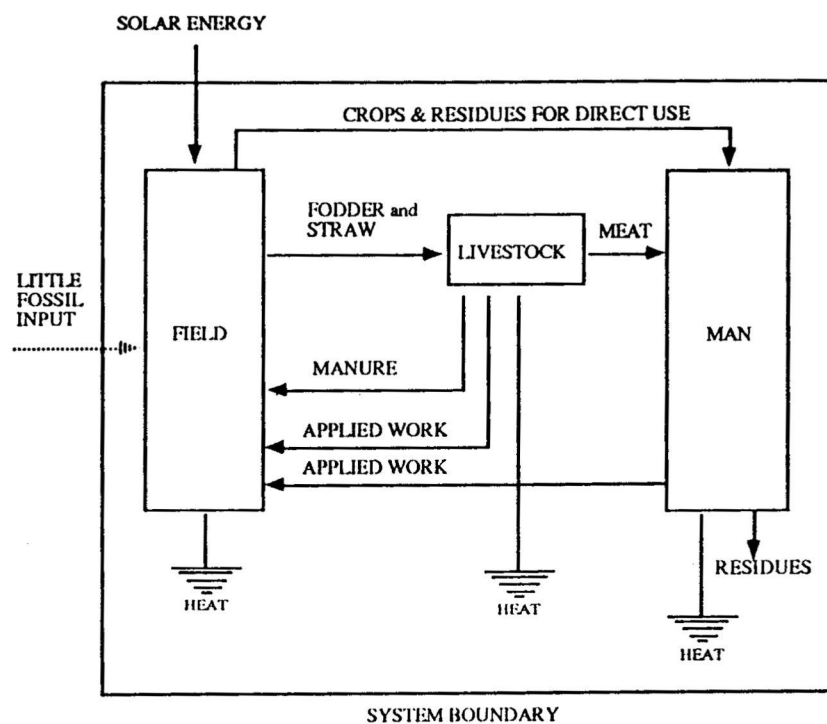 SOLAR ENERGY
CROPS & RESIDUES FOR DIRECT USE
FODDER and
STRAW
LIVESTOCK
MEAT
LITTLE
FOSSIL
INPUT
FIELD
MAN
MANURE
APPLIED WORK
APPLIED WORK
RESIDUES
HEAT
HEAT
HEAT
SYSTEM BOUNDARY